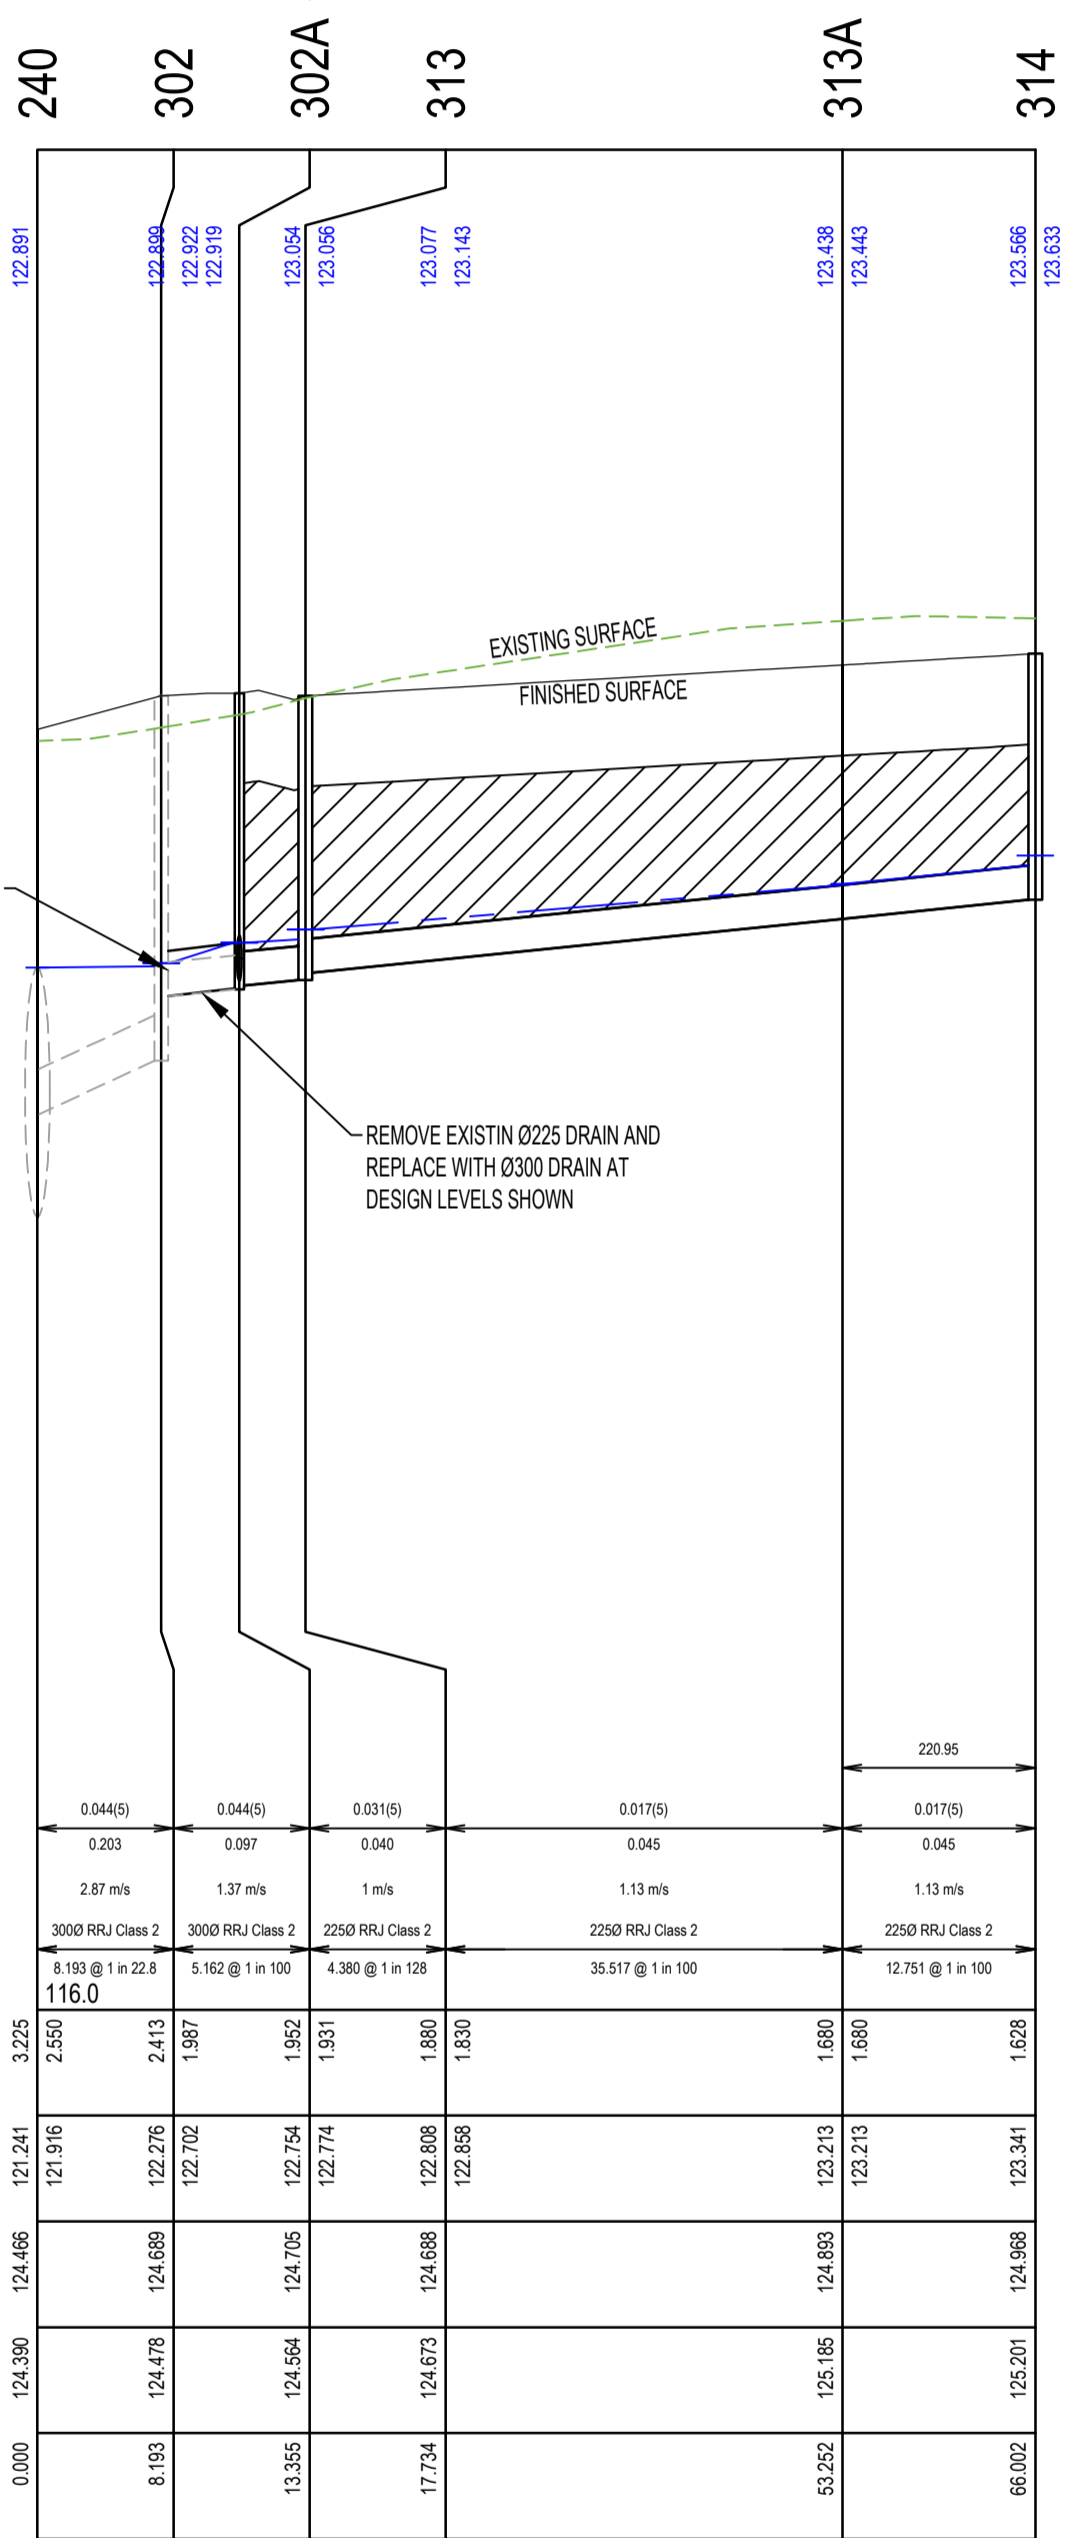 240
302
302A
313
313A
314
122.891
122.899
122.922
122.919
123.054
123.056
123.077
123.143
123.438
123.443
123.566
123.633
EXISTING SURFACE
FINISHED SURFACE
REMOVE EXISTIN Ø225 DRAIN AND
REPLACE WITH Ø300 DRAIN AT
DESIGN LEVELS SHOWN
220.95
0.044(5) 0.044(5) 0.031(5) 0.017(5) 0.017(5)
0.203 0.097 0.040 0.045 0.045
2.87 m/s 1.37 m/s 1 m/s 1.13 m/s 1.13 m/s
300Ø RRJ Class 2 300Ø RRJ Class 2 225Ø RRJ Class 2 225Ø RRJ Class 2 225Ø RRJ Class 2
8.193 @ 1 in 22.8 5.162 @ 1 in 100 4.380 @ 1 in 128 35.517 @ 1 in 100 12.751 @ 1 in 100
116.0
3.225 2.550 2.413 1.987 1.952 1.931 1.880 1.830 1.680 1.680 1.628
121.241 121.916 122.276 122.702 122.754 122.774 122.808 122.858 123.213 123.213 123.341
124.466 124.689 124.705 124.688 124.893 124.968
124.390 124.478 124.564 124.673 125.185 125.201
0.000 8.193 13.355 17.734 53.252 66.002